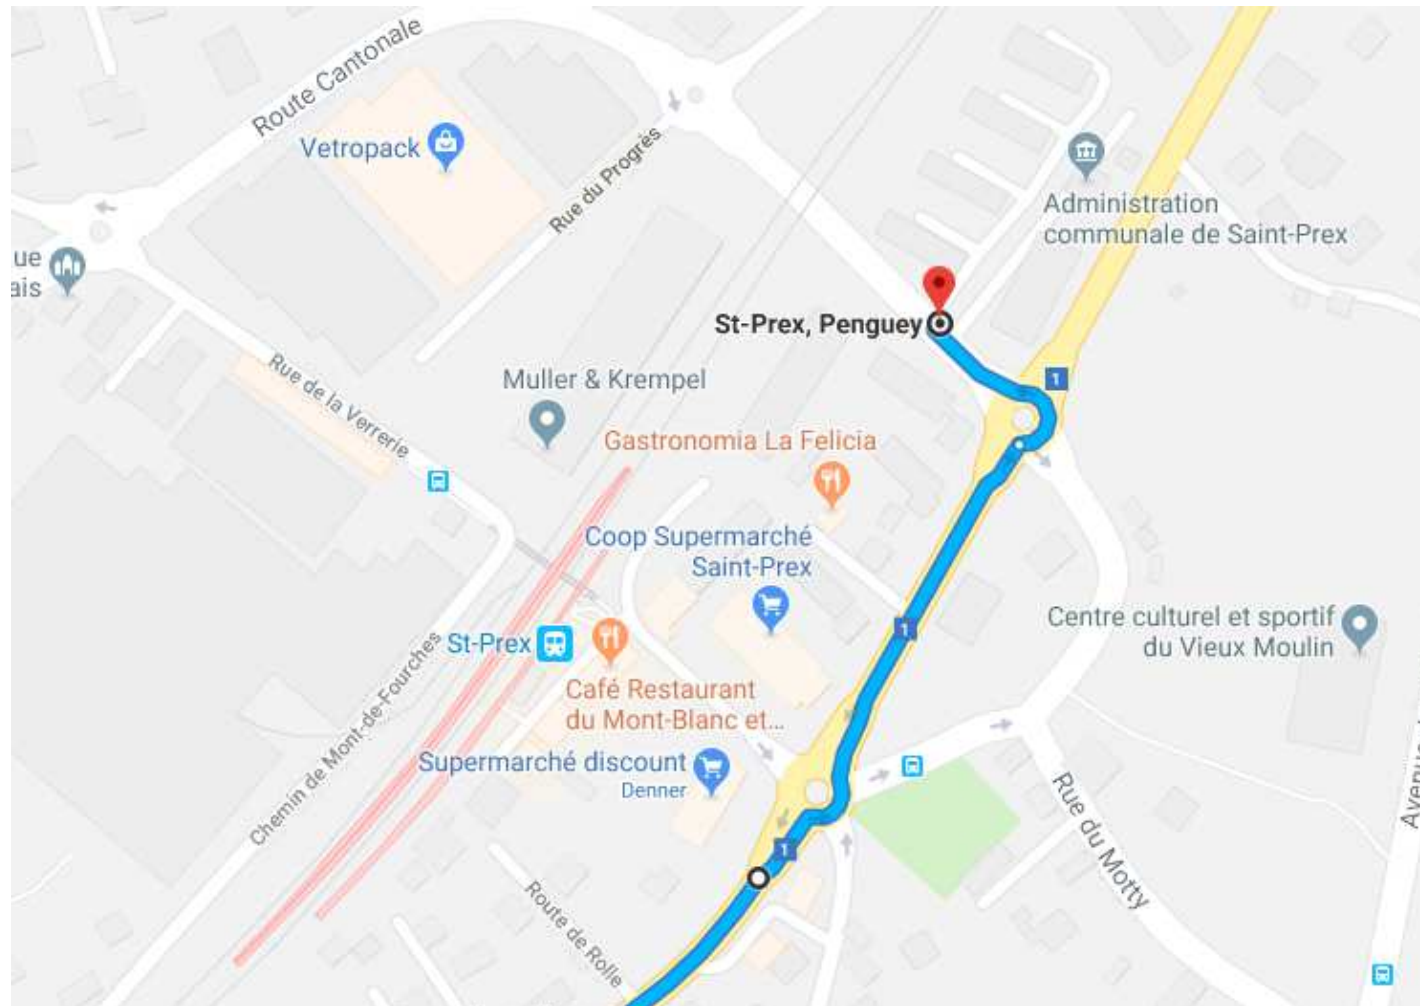 Route Cantonale
Vetropack
Rue du Progrès
Administration
communale de Saint-Prex
ue
ais
St-Prex, Penguey
Rue de la Verrerie
Muller & Krempel
1
Gastronomia La Felicia
Coop Supermarché
Saint-Prex
1
Centre culturel et sportif
du Vieux Moulin
St-Prex
Café Restaurant
du Mont-Blanc et...
Chemin de Mont-de-Fourches
Supermarché discount
Denner
Rue du Motty
Avenue
1
Route de Rolle